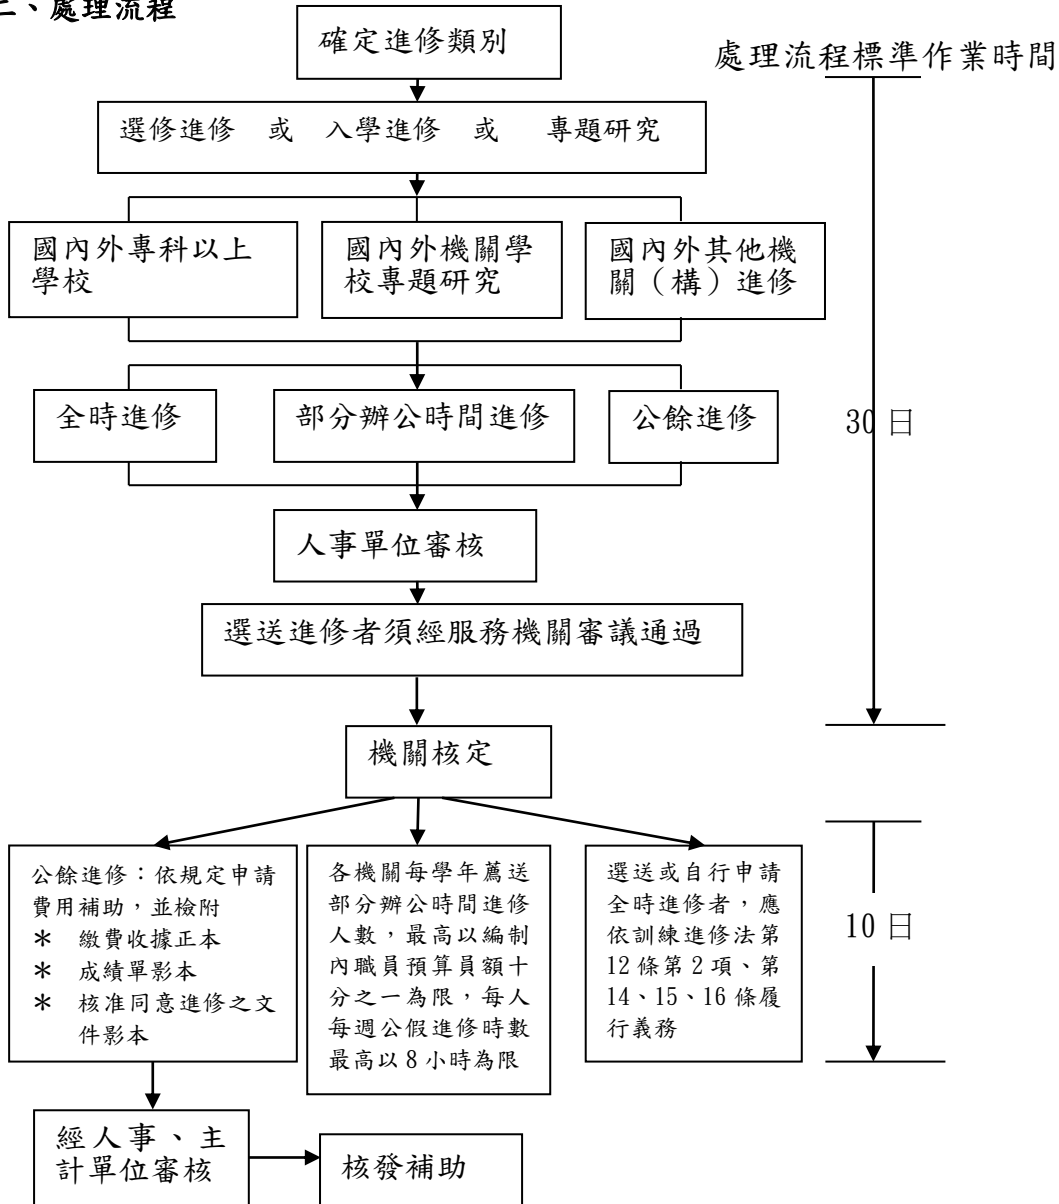 二、處理流程
確定進修類別
處理流程標準作業時間
選修進修 或 入學進修 或 專題研究
國內外專科以上
學校
國內外機關學
校專題研究
國內外其他機
關（構）進修
全時進修
部分辦公時間進修
公餘進修
30 日
人事單位審核
選送進修者須經服務機關審議通過
機關核定
公餘進修：依規定申請
費用補助，並檢附
＊ 繳費收據正本
＊ 成績單影本
＊ 核准同意進修之文
件影本
各機關每學年薦送
部分辦公時間進修
人數，最高以編制
內職員預算員額十
分之一為限，每人
每週公假進修時數
最高以 8 小時為限
選送或自行申請
全時進修者，應
依訓練進修法第
12 條第 2 項、第
14、15、16 條履
行義務
10 日
經人事、主
計單位審核
核發補助